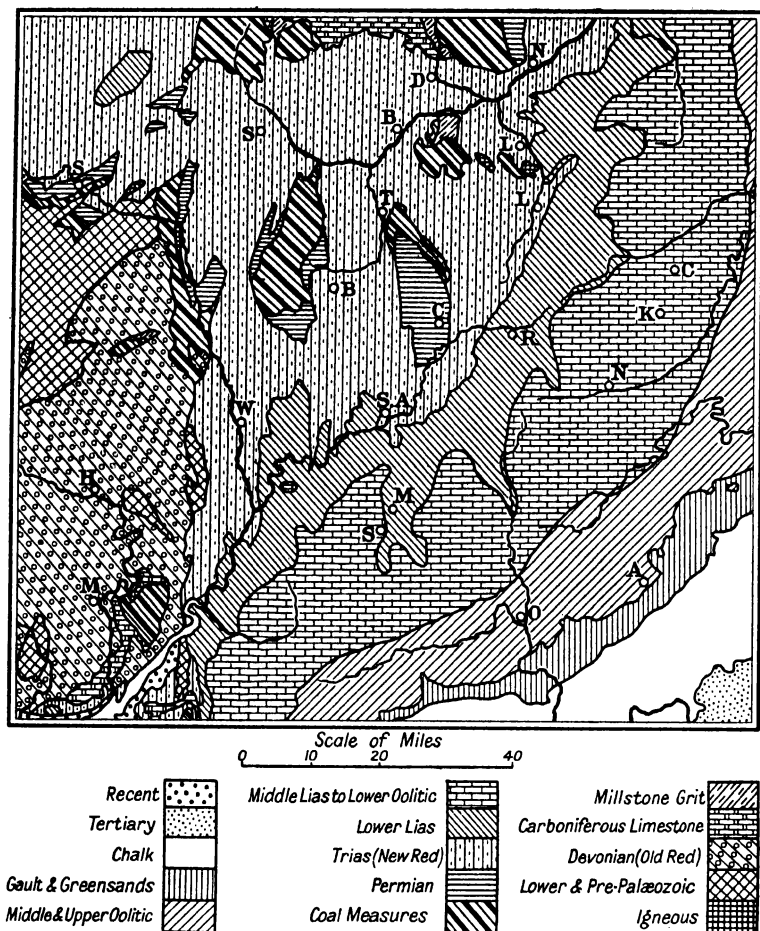 N
D
S
B
L
S
T
L
C
B
K
C
R
N
S.A.
W
H
M
S
M
A
O
Scale of Miles
0 10 20 40
Recent
Tertiary
Chalk
Gault & Greensands
Middle & Upper Oolitic
Middle Lias to Lower Oolitic
Lower Lias
Trias (New Red)
Permian
Coal Measures
Millstone Grit
Carboniferous Limestone
Devonian (Old Red)
Lower & Pre-Palæozoic
Igneous